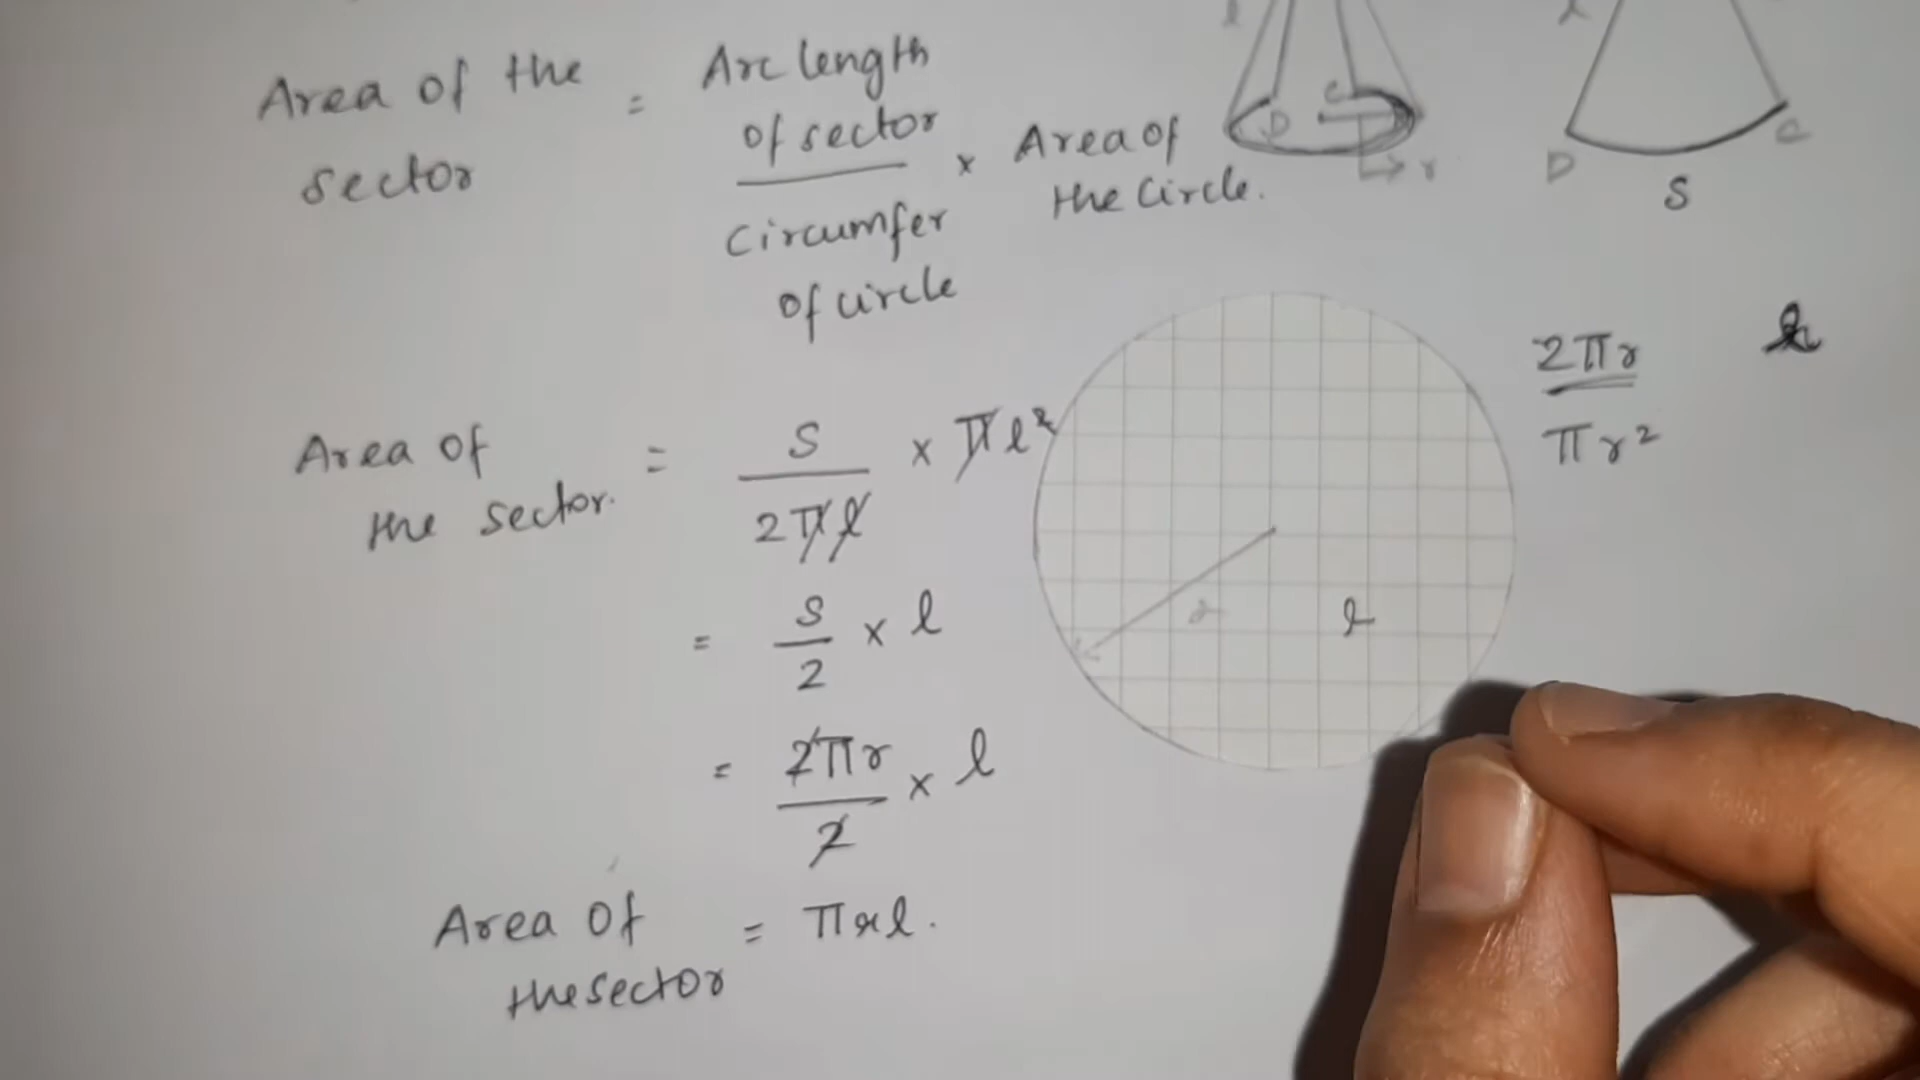 Area of the
sector
=
Arc length
of sector
Circumfer
of circle
x
Area of
the Circle.
D
C
r
D
C
S
Area of
the sector.
=
S
2πl
x πl²
= S/2 x l
= 2πr/2 x l
Area of
the sector
= πrl.
2πr
πr²
l